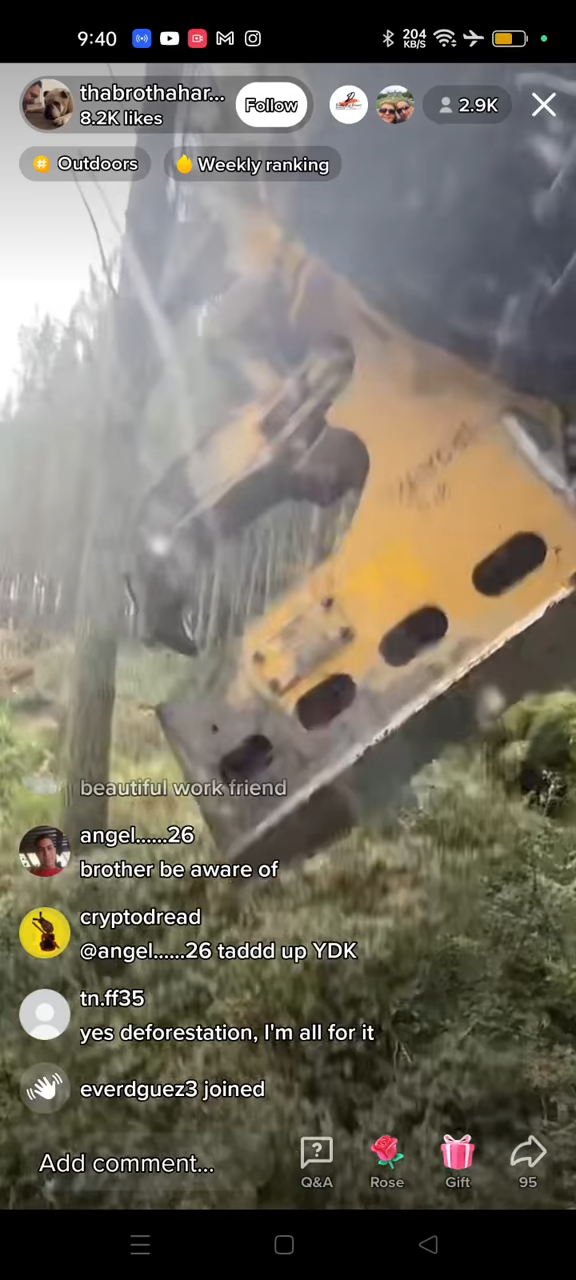 9:40
204
KB/S
thabrothahar...
8.2K likes
Follow
2.9K
Outdoors
Weekly ranking
beautiful work friend
angel......26
brother be aware of
cryptodread
@angel......26 taddd up YDK
tn.ff35
yes deforestation, I'm all for it
everdguez3 joined
Add comment...
Q&A
Rose
Gift
95